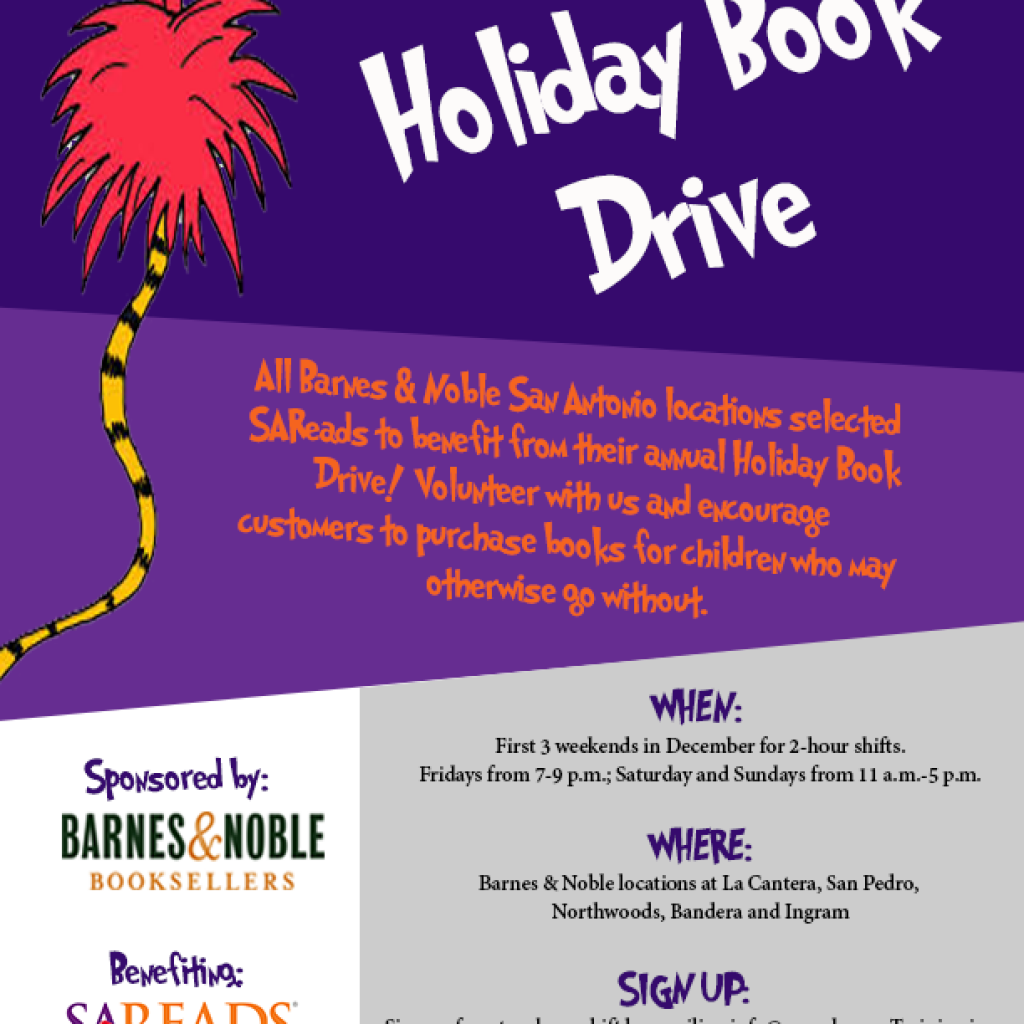 Holiday Book
Drive
All Barnes & Noble San Antonio locations selected
SAReads to benefit from their annual Holiday Book
Drive! Volunteer with us and encourage
customers to purchase books for children who may
otherwise go without.
WHEN:
First 3 weekends in December for 2-hour shifts.
Fridays from 7-9 p.m.; Saturday and Sundays from 11 a.m.-5 p.m.
Sponsored by:
BARNES&NOBLE
BOOKSELLERS
WHERE:
Barnes & Noble locations at La Cantera, San Pedro,
Northwoods, Bandera and Ingram
Benefiting:
SAREADS®
SIGN UP: